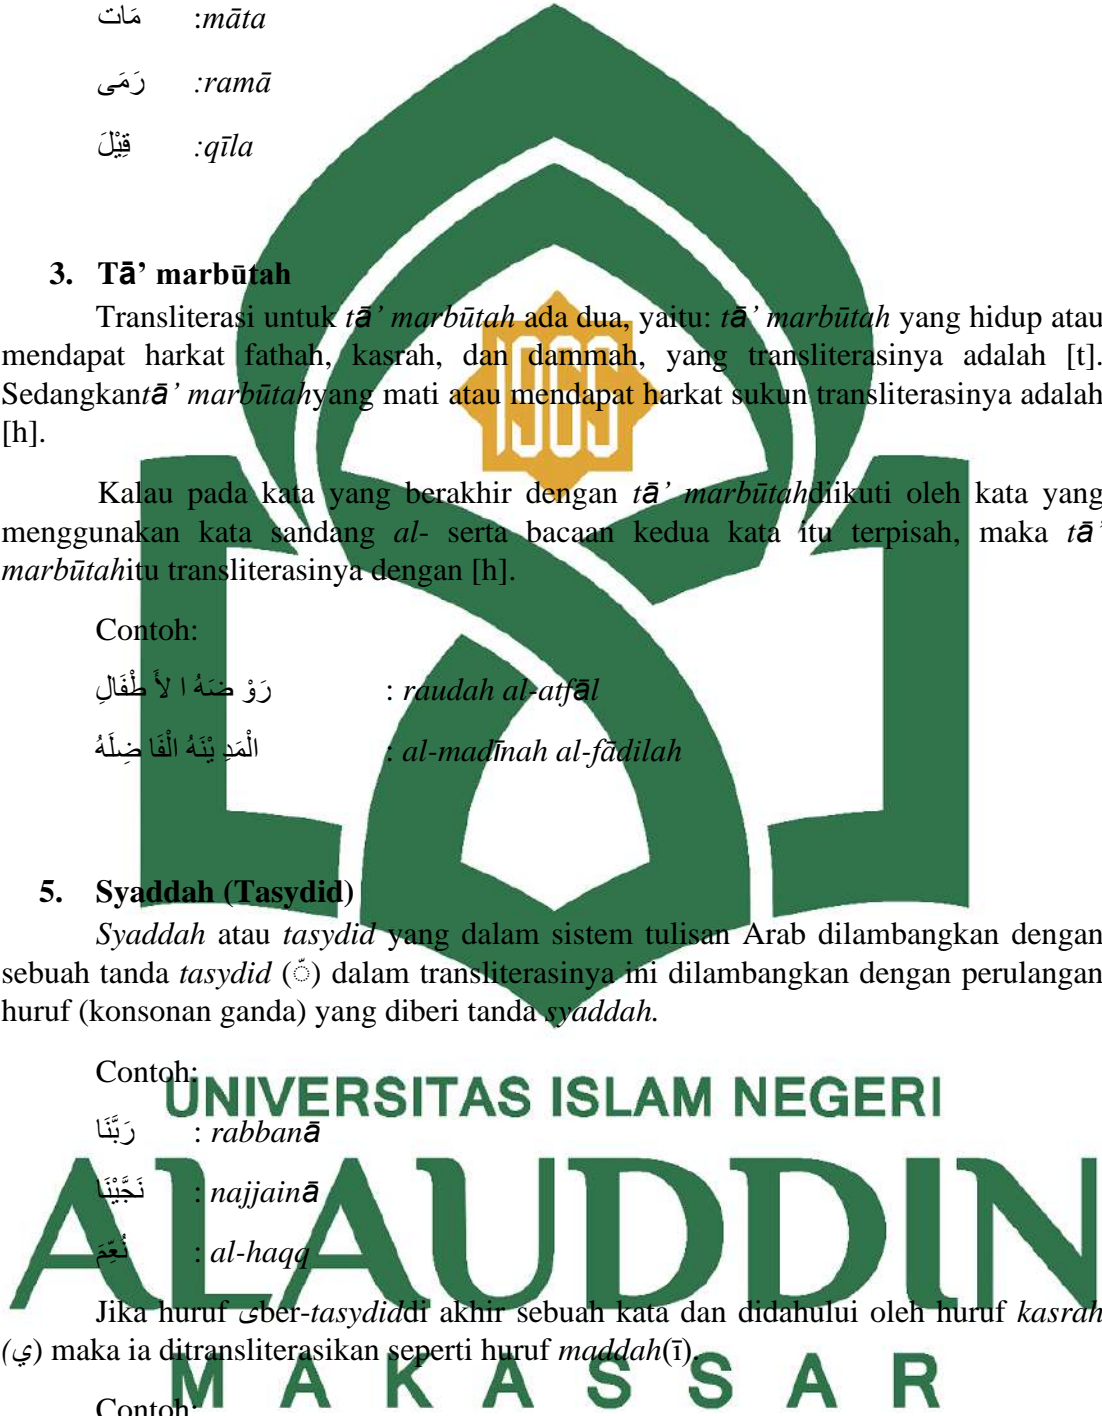 مَات :māta
رَمَى :ramā
قِيْلَ :qīla
3. Tā’ marbūtah
Transliterasi untuk tā’ marbūtah ada dua, yaitu: tā’ marbūtah yang hidup atau
mendapat harkat fathah, kasrah, dan dammah, yang transliterasinya adalah [t].
Sedangkantā’ marbūtahyang mati atau mendapat harkat sukun transliterasinya adalah
[h].
Kalau pada kata yang berakhir dengan tā’ marbūtahdiikuti oleh kata yang
menggunakan kata sandang al- serta bacaan kedua kata itu terpisah, maka tā’
marbūtahitu transliterasinya dengan [h].
Contoh:
رَوْ ضَهُ ا لأَ طْفَالِ : raudah al-atfāl
الْمَدِ يْنَهُ الْفَا ضِلَهُ : al-madīnah al-fādilah
1965
5. Syaddah (Tasydid)
Syaddah atau tasydid yang dalam sistem tulisan Arab dilambangkan dengan
sebuah tanda tasydid (ّ) dalam transliterasinya ini dilambangkan dengan perulangan
huruf (konsonan ganda) yang diberi tanda syaddah.
Contoh:
رَبَّنَا : rabbanā
نَجَّيْنَا : najjainā
نُعِّمَ : al-haqq
Jika huruf ىber-tasydiddi akhir sebuah kata dan didahului oleh huruf kasrah
(ي) maka ia ditransliterasikan seperti huruf maddah(ī).
Contoh:
UNIVERSITAS ISLAM NEGERI
ALAUDDIN
MAKASSAR